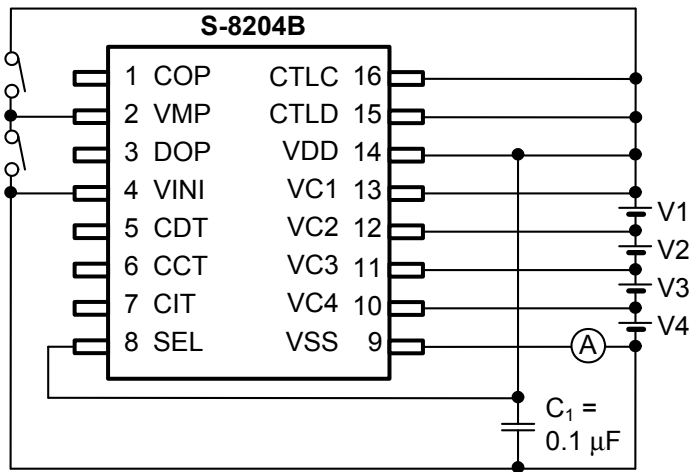 S-8204B
1 COP CTLC 16
2 VMP CTLD 15
3 DOP VDD 14
4 VINI VC1 13
5 CDT VC2 12
6 CCT VC3 11
7 CIT VC4 10
8 SEL VSS 9
V1
V2
V3
V4
A
C₁ =
0.1 μF